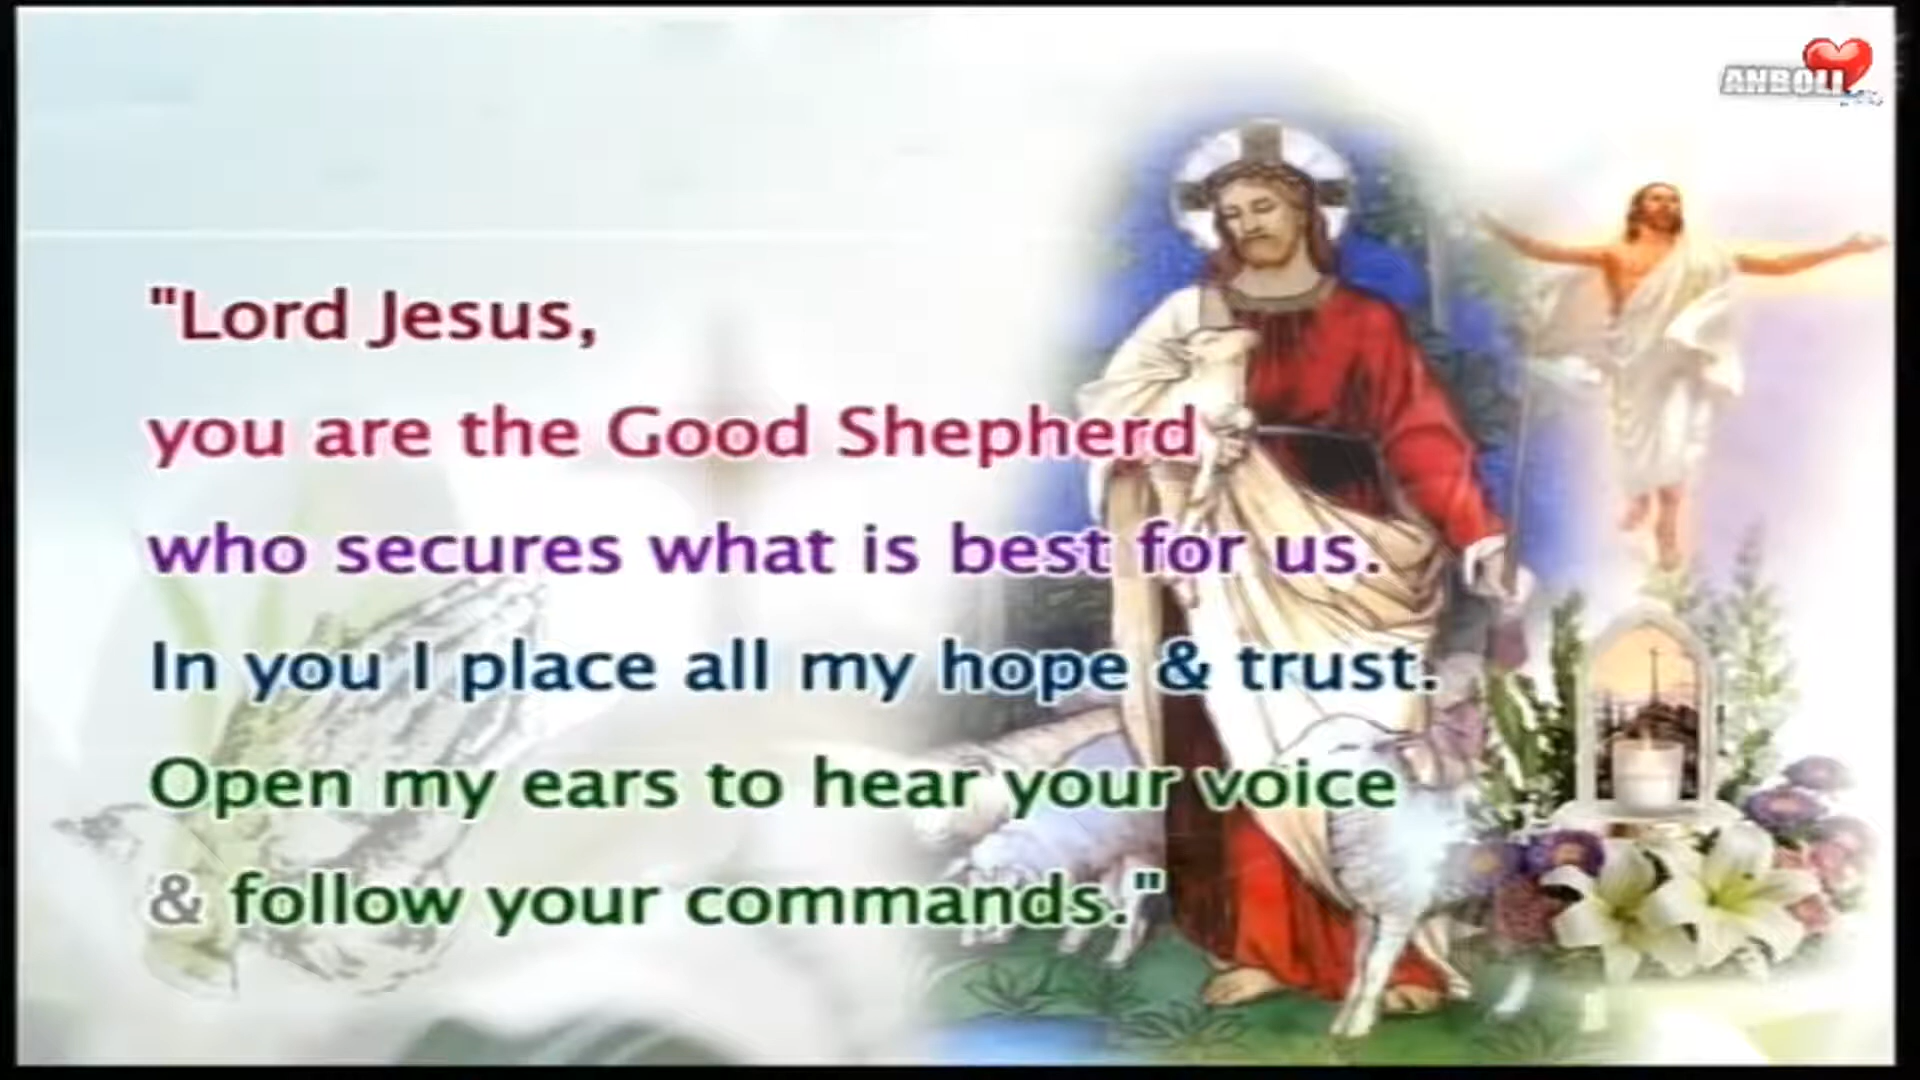 "Lord Jesus,
you are the Good Shepherd
who secures what is best for us.
In you I place all my hope & trust.
Open my ears to hear your voice
& follow your commands."